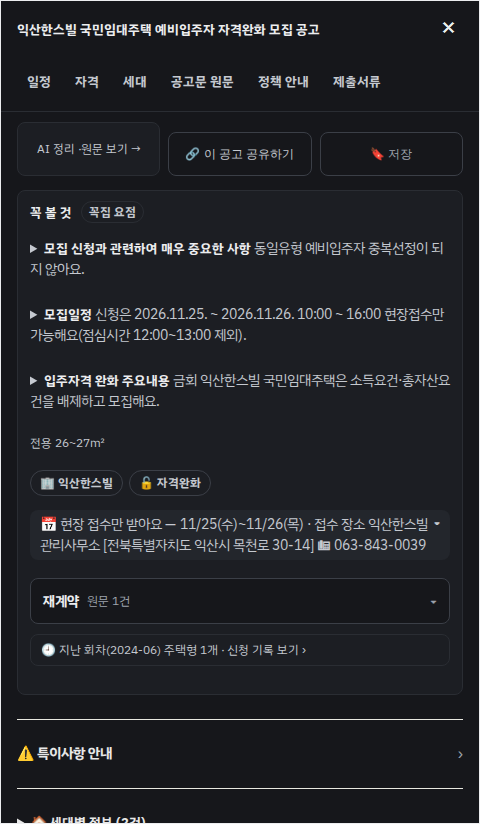 익산한스빌 국민임대주택 예비입주자 자격완화 모집 공고 ✕
일정 자격 세대 공고문 원문 정책 안내 제출서류
AI 정리 ·원문 보기 →
🔗 이 공고 공유하기
🔖 저장
꼭 볼 것 꼭집 요점
▶ 모집 신청과 관련하여 매우 중요한 사항 동일유형 예비입주자 중복선정이 되
지 않아요.
▶ 모집일정 신청은 2026.11.25. ~ 2026.11.26. 10:00 ~ 16:00 현장접수만
가능해요(점심시간 12:00~13:00 제외).
▶ 입주자격 완화 주요내용 금회 익산한스빌 국민임대주택은 소득요건·총자산요
건을 배제하고 모집해요.
전용 26~27m²
🏢 익산한스빌 🔓 자격완화
📅 현장 접수만 받아요 — 11/25(수)~11/26(목) · 접수 장소 익산한스빌
관리사무소 [전북특별자치도 익산시 목천로 30-14] 📠 063-843-0039
재계약 원문 1건
🕘 지난 회차(2024-06) 주택형 1개 · 신청 기록 보기 ›
⚠️ 특이사항 안내 ›
▶ 🏠 세대별 정보 (2건)